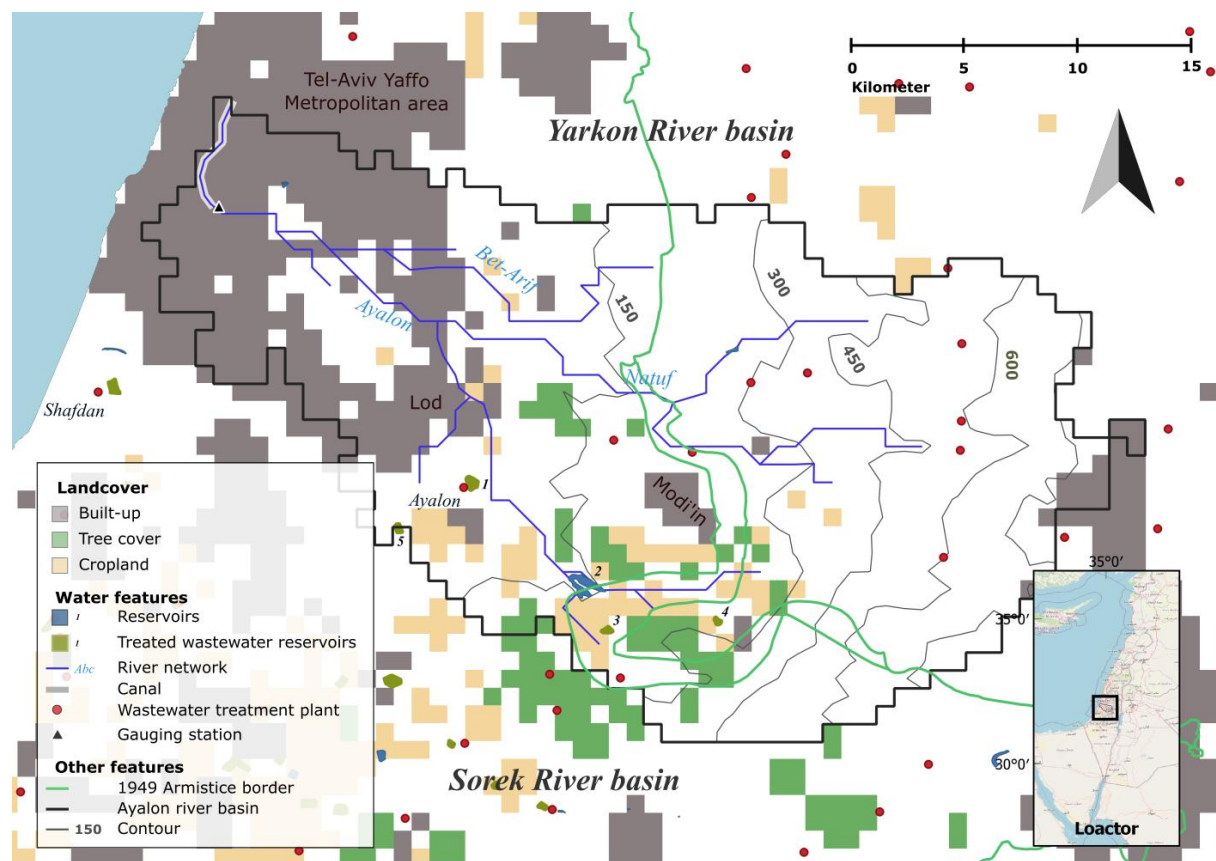 Tel-Aviv Yaffo
Metropolitan area
Yarkon River basin
0
5
10
15
Kilometer
Bet-Arif
Ayalon
150
300
450
600
Natuf
Shafdan
Lod
Ayalon
1
Modi'in
5
2
3
4
Sorek River basin
Landcover
Built-up
Tree cover
Cropland
Water features
1 Reservoirs
1 Treated wastewater reservoirs
Abc River network
Canal
Wastewater treatment plant
Gauging station
Other features
1949 Armistice border
Ayalon river basin
150 Contour
35°0′
35°0′
30°0′
Loactor